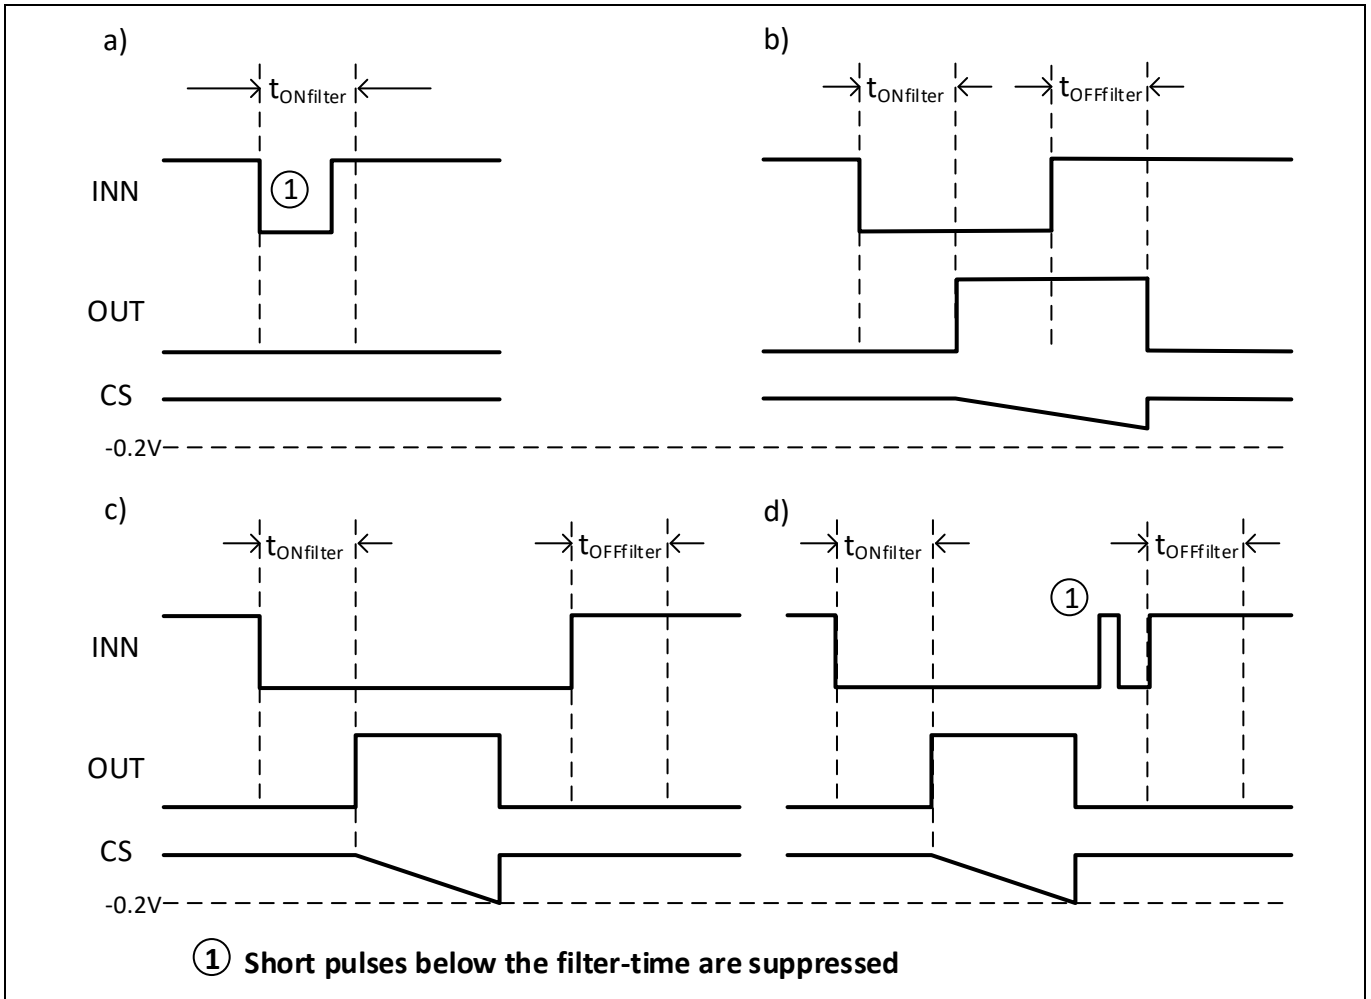 a)
b)
tONfilter
tONfilter
tOFFfilter
INN
1
OUT
CS
-0.2V
c)
d)
tONfilter
tOFFfilter
tONfilter
tOFFfilter
1
INN
OUT
CS
-0.2V
1 Short pulses below the filter-time are suppressed